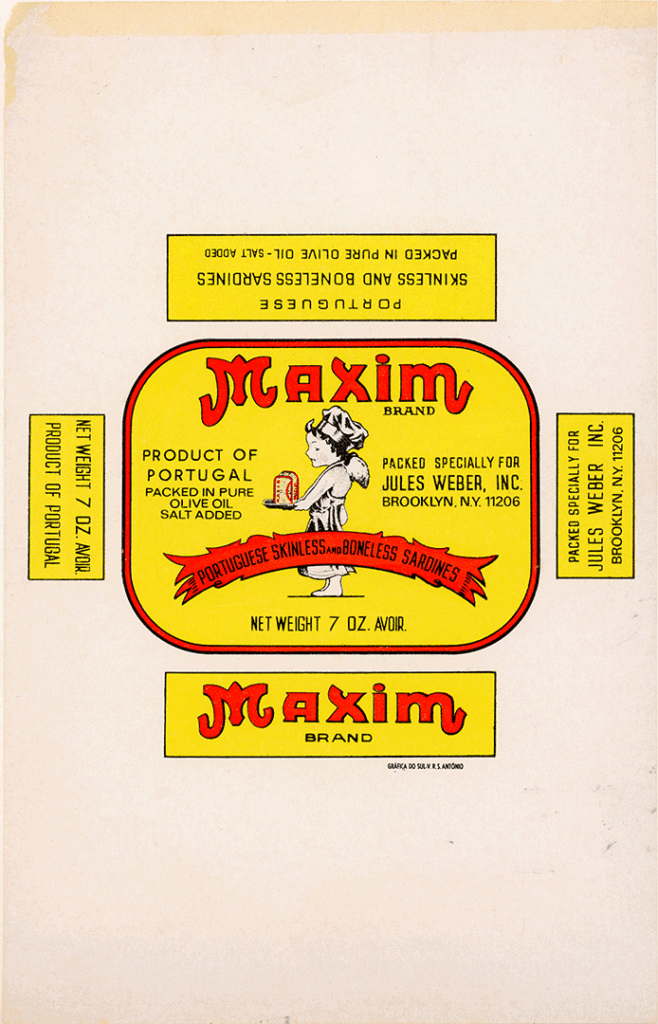 PORTUGUESE
SKINLESS AND BONELESS SARDINES
PACKED IN PURE OLIVE OIL - SALT ADDED
Maxim
BRAND
PRODUCT OF
PORTUGAL
PACKED IN PURE
OLIVE OIL
SALT ADDED
PACKED SPECIALLY FOR
JULES WEBER, INC.
BROOKLYN, N.Y. 11206
PORTUGUESE SKINLESS AND BONELESS SARDINES
NET WEIGHT 7 OZ. AVOIR.
NET WEIGHT 7 OZ. AVOIR.
PRODUCT OF PORTUGAL
PACKED SPECIALLY FOR
JULES WEBER INC.
BROOKLYN, N.Y. 11206
Maxim
BRAND
GRÁFICA DO SUL-V. R. S. ANTÓNIO